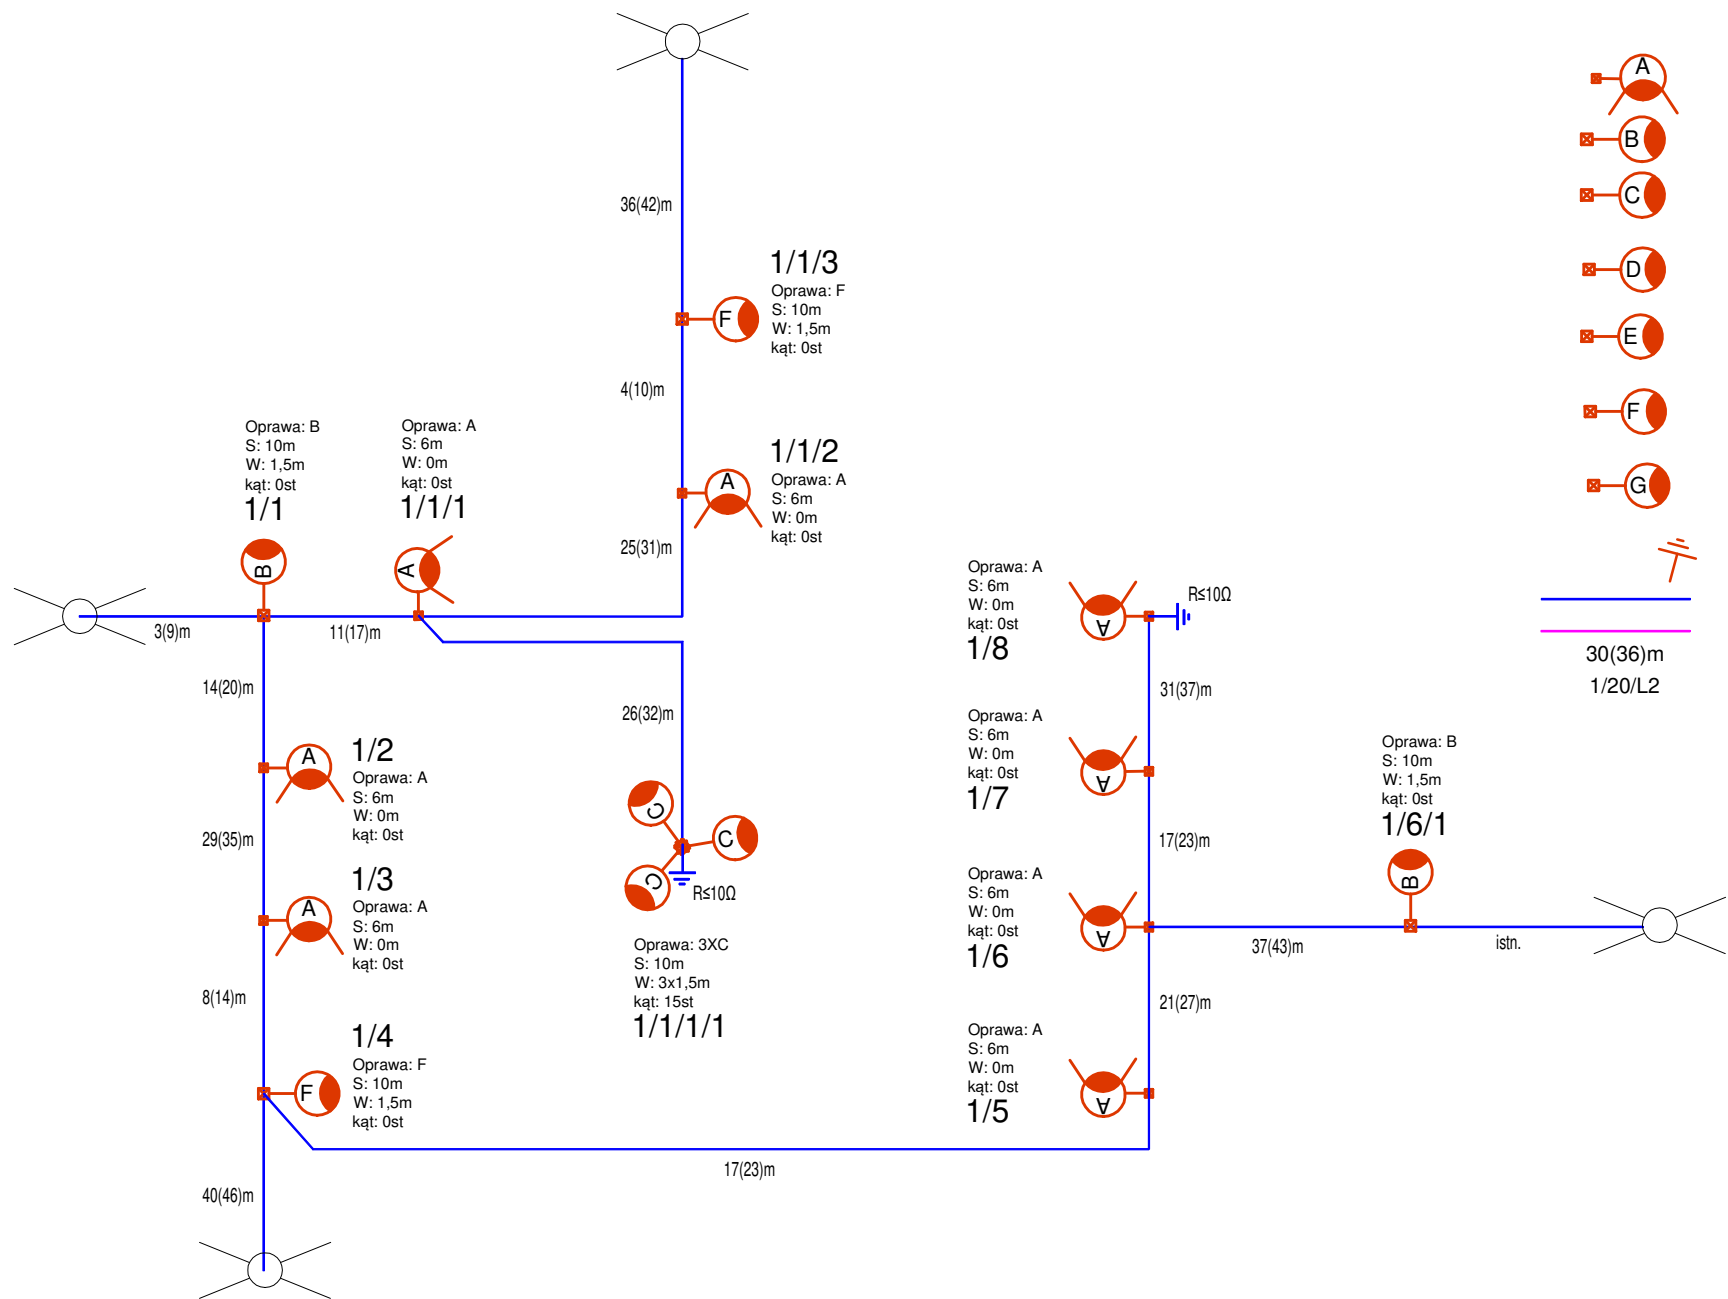 A
B
C
D
E
F
G
30(36)m
1/20/L2
36(42)m
1/1/3
Oprawa: F
S: 10m
W: 1,5m
kąt: 0st
F
4(10)m
1/1/2
Oprawa: A
S: 6m
W: 0m
kąt: 0st
A
25(31)m
Oprawa: B
S: 10m
W: 1,5m
kąt: 0st
1/1
B
Oprawa: A
S: 6m
W: 0m
kąt: 0st
1/1/1
A
3(9)m
11(17)m
14(20)m
1/2
Oprawa: A
S: 6m
W: 0m
kąt: 0st
A
29(35)m
1/3
Oprawa: A
S: 6m
W: 0m
kąt: 0st
A
8(14)m
1/4
Oprawa: F
S: 10m
W: 1,5m
kąt: 0st
F
40(46)m
17(23)m
26(32)m
C
C
C
R≤10Ω
Oprawa: 3XC
S: 10m
W: 3x1,5m
kąt: 15st
1/1/1/1
Oprawa: A
S: 6m
W: 0m
kąt: 0st
1/8
A
R≤10Ω
31(37)m
Oprawa: A
S: 6m
W: 0m
kąt: 0st
1/7
A
17(23)m
Oprawa: A
S: 6m
W: 0m
kąt: 0st
1/6
A
21(27)m
Oprawa: A
S: 6m
W: 0m
kąt: 0st
1/5
A
Oprawa: B
S: 10m
W: 1,5m
kąt: 0st
1/6/1
B
37(43)m
istn.